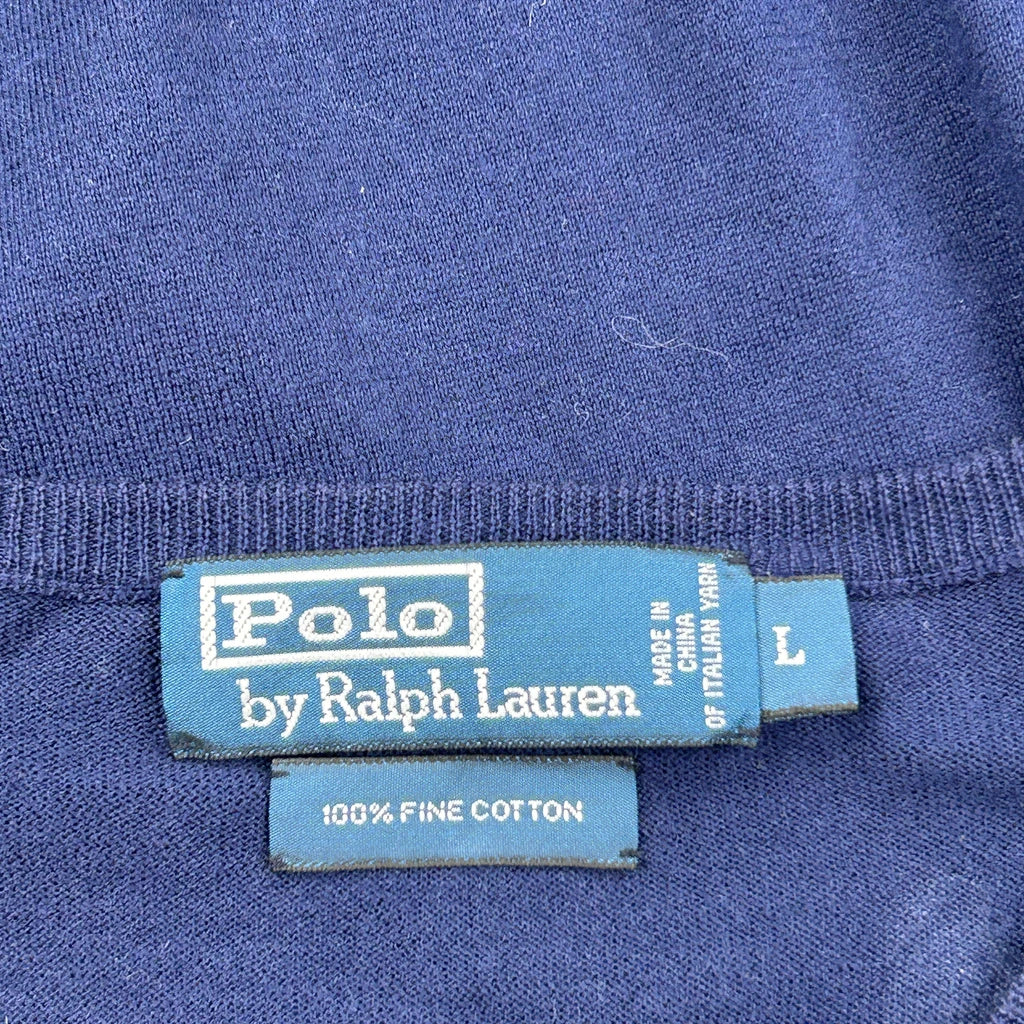 Polo
by Ralph Lauren
MADE IN
CHINA
OF ITALIAN YARN
L
100% FINE COTTON